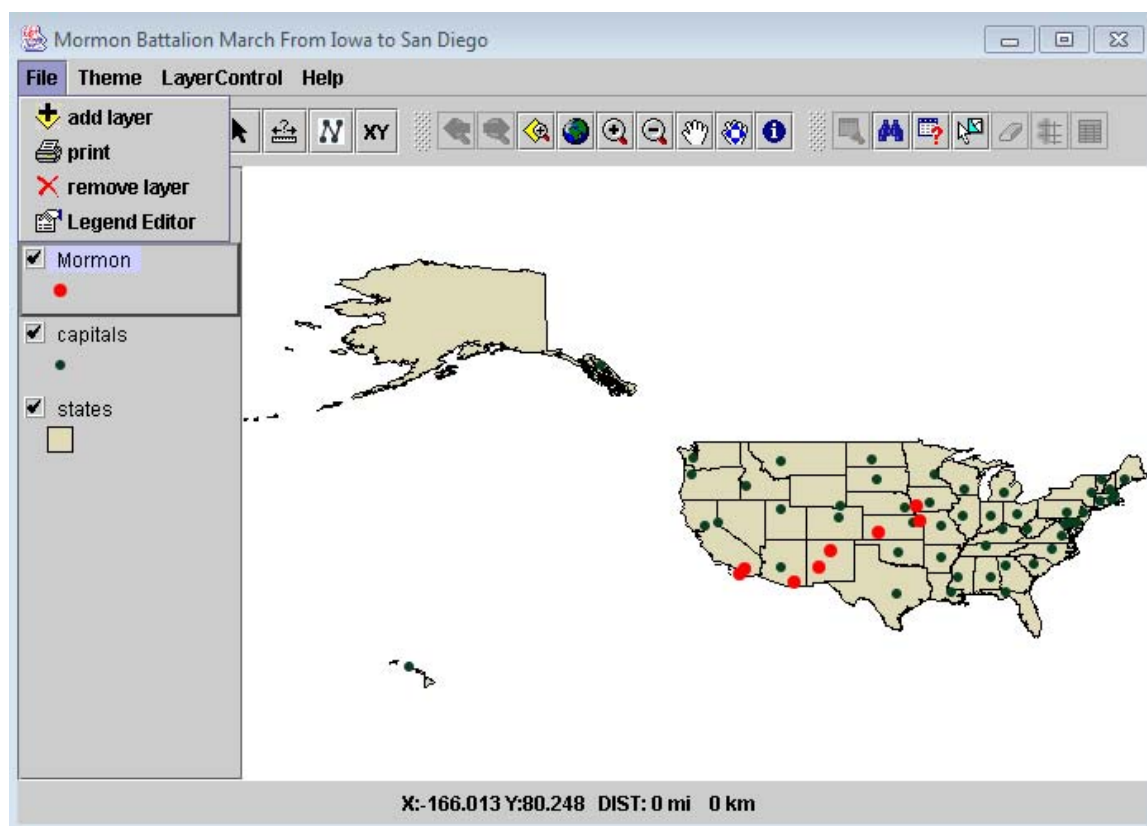 Mormon Battalion March From Iowa to San Diego
File Theme LayerControl Help
add layer
print
remove layer
Legend Editor
XY
Mormon
capitals
states
X:-166.013 Y:80.248 DIST: 0 mi 0 km